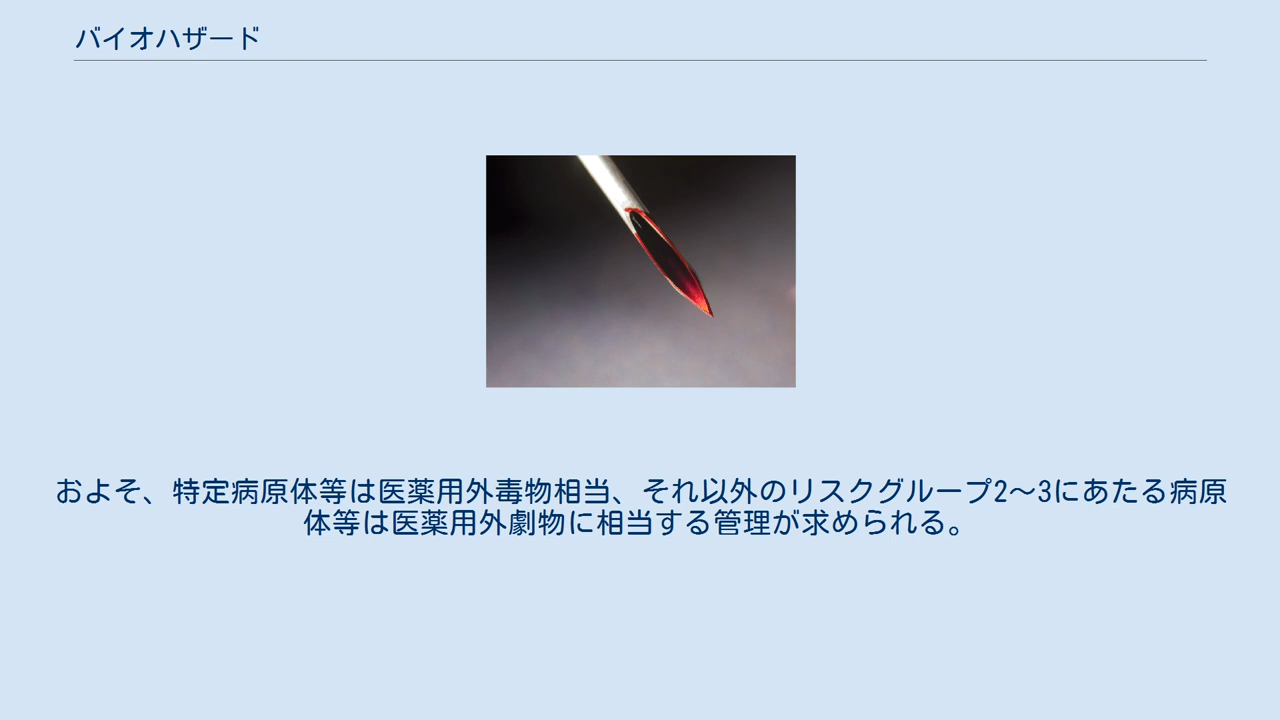 バイオハザード
およそ、特定病原体等は医薬用外毒物相当、それ以外のリスクグループ2〜3にあたる病原
体等は医薬用外劇物に相当する管理が求められる。